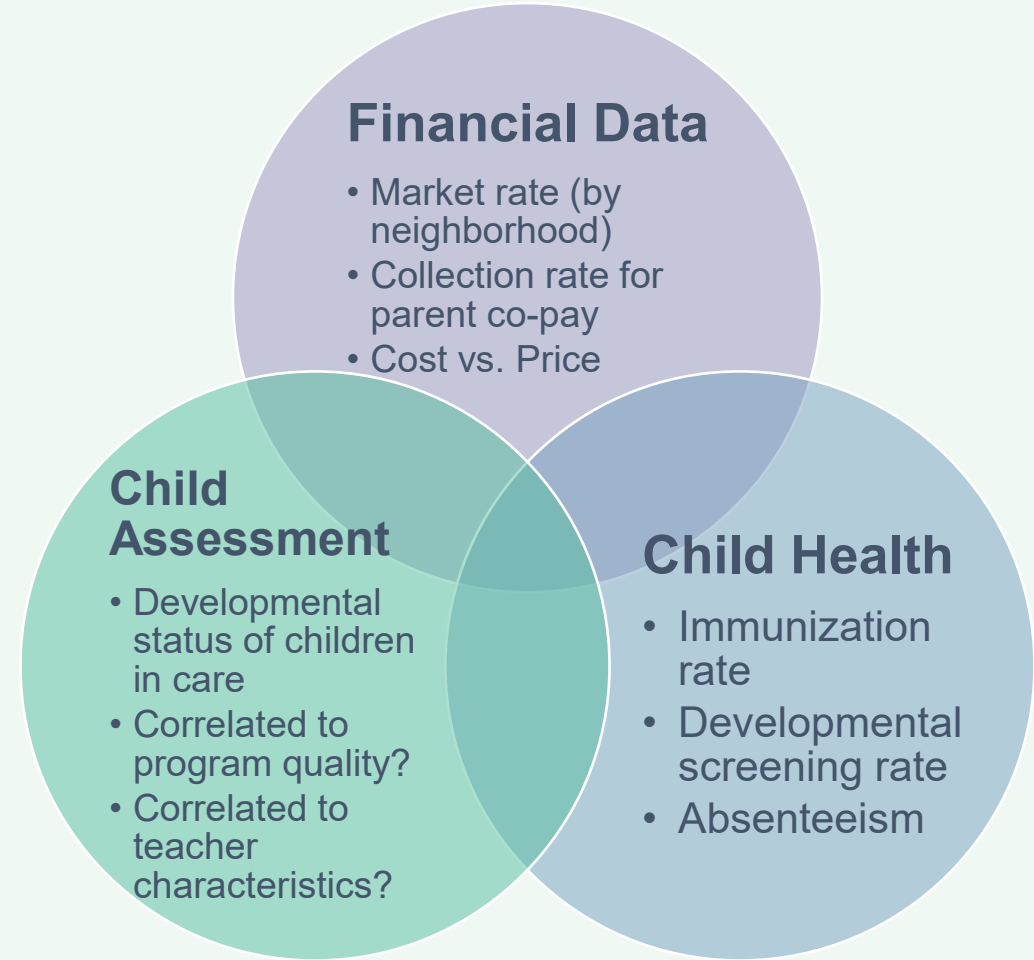 Financial Data
• Market rate (by
neighborhood)
• Collection rate for
parent co-pay
• Cost vs. Price
Child
Assessment
• Developmental
status of children
in care
• Correlated to
program quality?
• Correlated to
teacher
characteristics?
Child Health
• Immunization
rate
• Developmental
screening rate
• Absenteeism